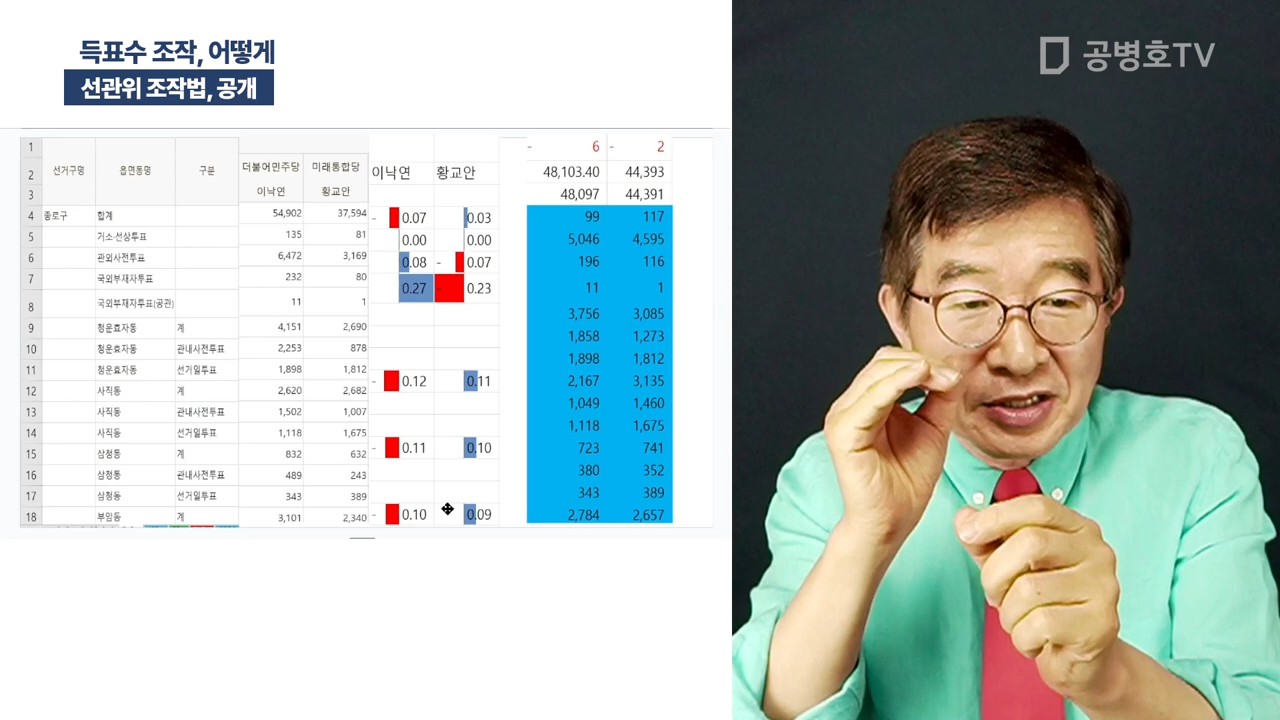 득표수 조작, 어떻게
선관위 조작법, 공개
공병호TV
1 - 6 - 2
2 선거구명 읍면동명 구분 더불어민주당 미래통합당 이낙연 황교안 48,103.40 44,393
3 이낙연 황교안 48,097 44,391
4 종로구 합계 54,902 37,594 - 0.07 0.03 99 117
5 거소·선상투표 135 81 0.00 0.00 5,046 4,595
6 관외사전투표 6,472 3,169 0.08 - 0.07 196 116
7 국외부재자투표 232 80 0.27 - 0.23 11 1
8 국외부재자투표(공관) 11 1 3,756 3,085
9 청운효자동 계 4,151 2,690 1,858 1,273
10 청운효자동 관내사전투표 2,253 878 1,898 1,812
11 청운효자동 선거일투표 1,898 1,812 - 0.12 0.11 2,167 3,135
12 사직동 계 2,620 2,682 1,049 1,460
13 사직동 관내사전투표 1,502 1,007 1,118 1,675
14 사직동 선거일투표 1,118 1,675 - 0.11 0.10 723 741
15 삼청동 계 832 632 380 352
16 삼청동 관내사전투표 489 243 343 389
17 삼청동 선거일투표 343 389
18 부암동 계 3,101 2,340 - 0.10 0.09 2,784 2,657